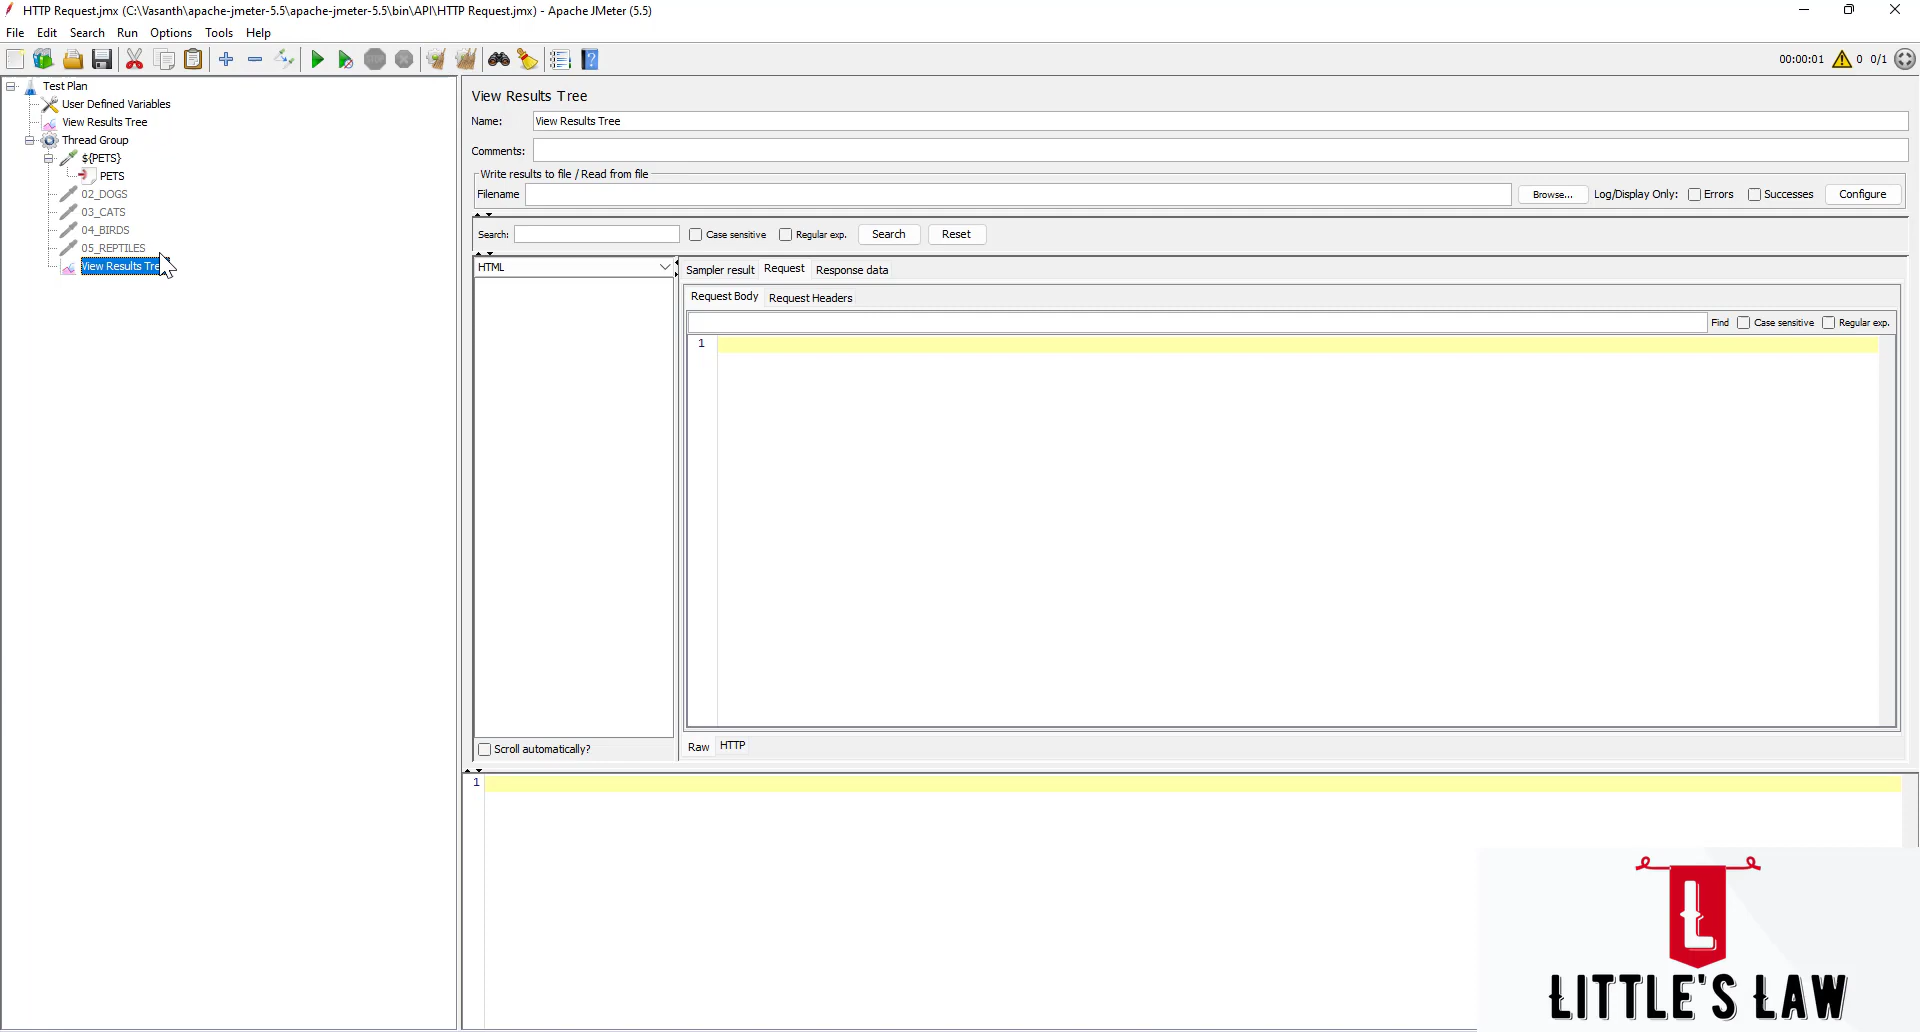 HTTP Request.jmx (C:\Vasanth\apache-jmeter-5.5\apache-jmeter-5.5\bin\API\HTTP Request.jmx) - Apache JMeter (5.5)
File Edit Search Run Options Tools Help
00:00:01 0 0/1
Test Plan
User Defined Variables
View Results Tree
Thread Group
${PETS}
PETS
02_DOGS
03_CATS
04_BIRDS
05_REPTILES
View Results Tre
View Results Tree
Name: View Results Tree
Comments:
Write results to file / Read from file
Filename Browse... Log/Display Only: Errors Successes Configure
Search: Case sensitive Regular exp. Search Reset
HTML
Sampler result Request Response data
Request Body Request Headers
Find Case sensitive Regular exp.
1
Scroll automatically?
Raw HTTP
1
L
LITTLE'S LAW